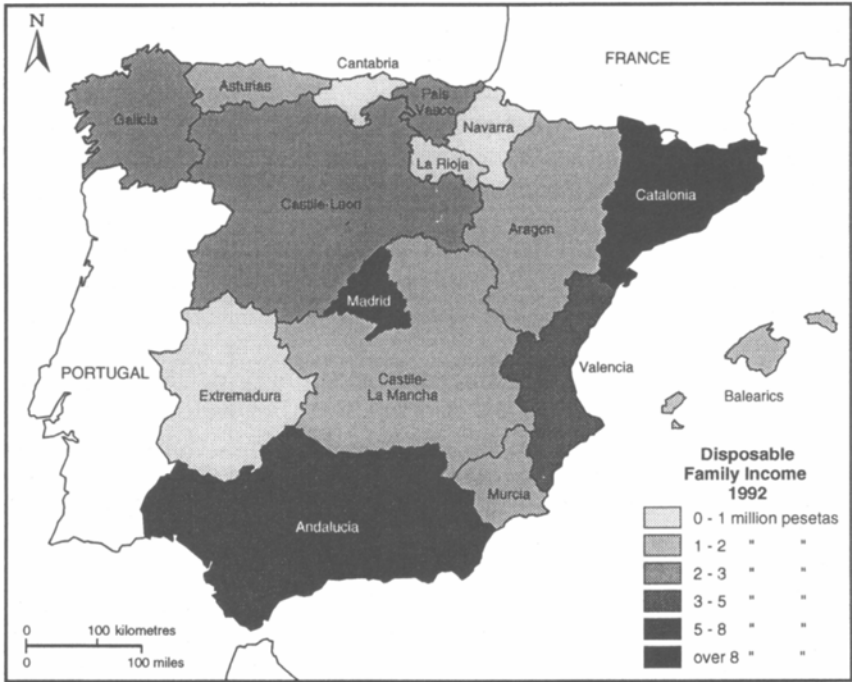 N
Cantabria
FRANCE
Asturias
País
Vasco
Galicia
Navarra
La Rioja
Castile-Leon
Catalonia
Aragon
Madrid
PORTUGAL
Valencia
Extremadura
Castile-
La Mancha
Balearics
Murcia
Andalucia
Disposable
Family Income
1992
0 - 1 million pesetas
1 - 2 " "
2 - 3 " "
3 - 5 " "
5 - 8 " "
over 8 " "
0 100 kilometres
0 100 miles